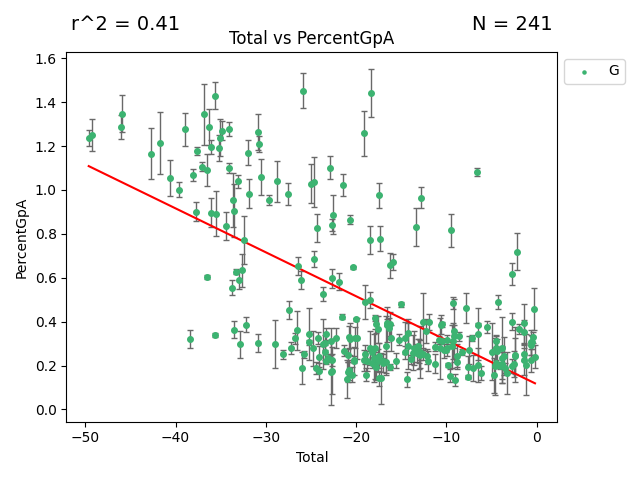 r^2 = 0.41
N = 241
Total vs PercentGpA
G
1.6
1.4
1.2
1.0
0.8
0.6
0.4
0.2
0.0
PercentGpA
−50
−40
−30
−20
−10
0
Total